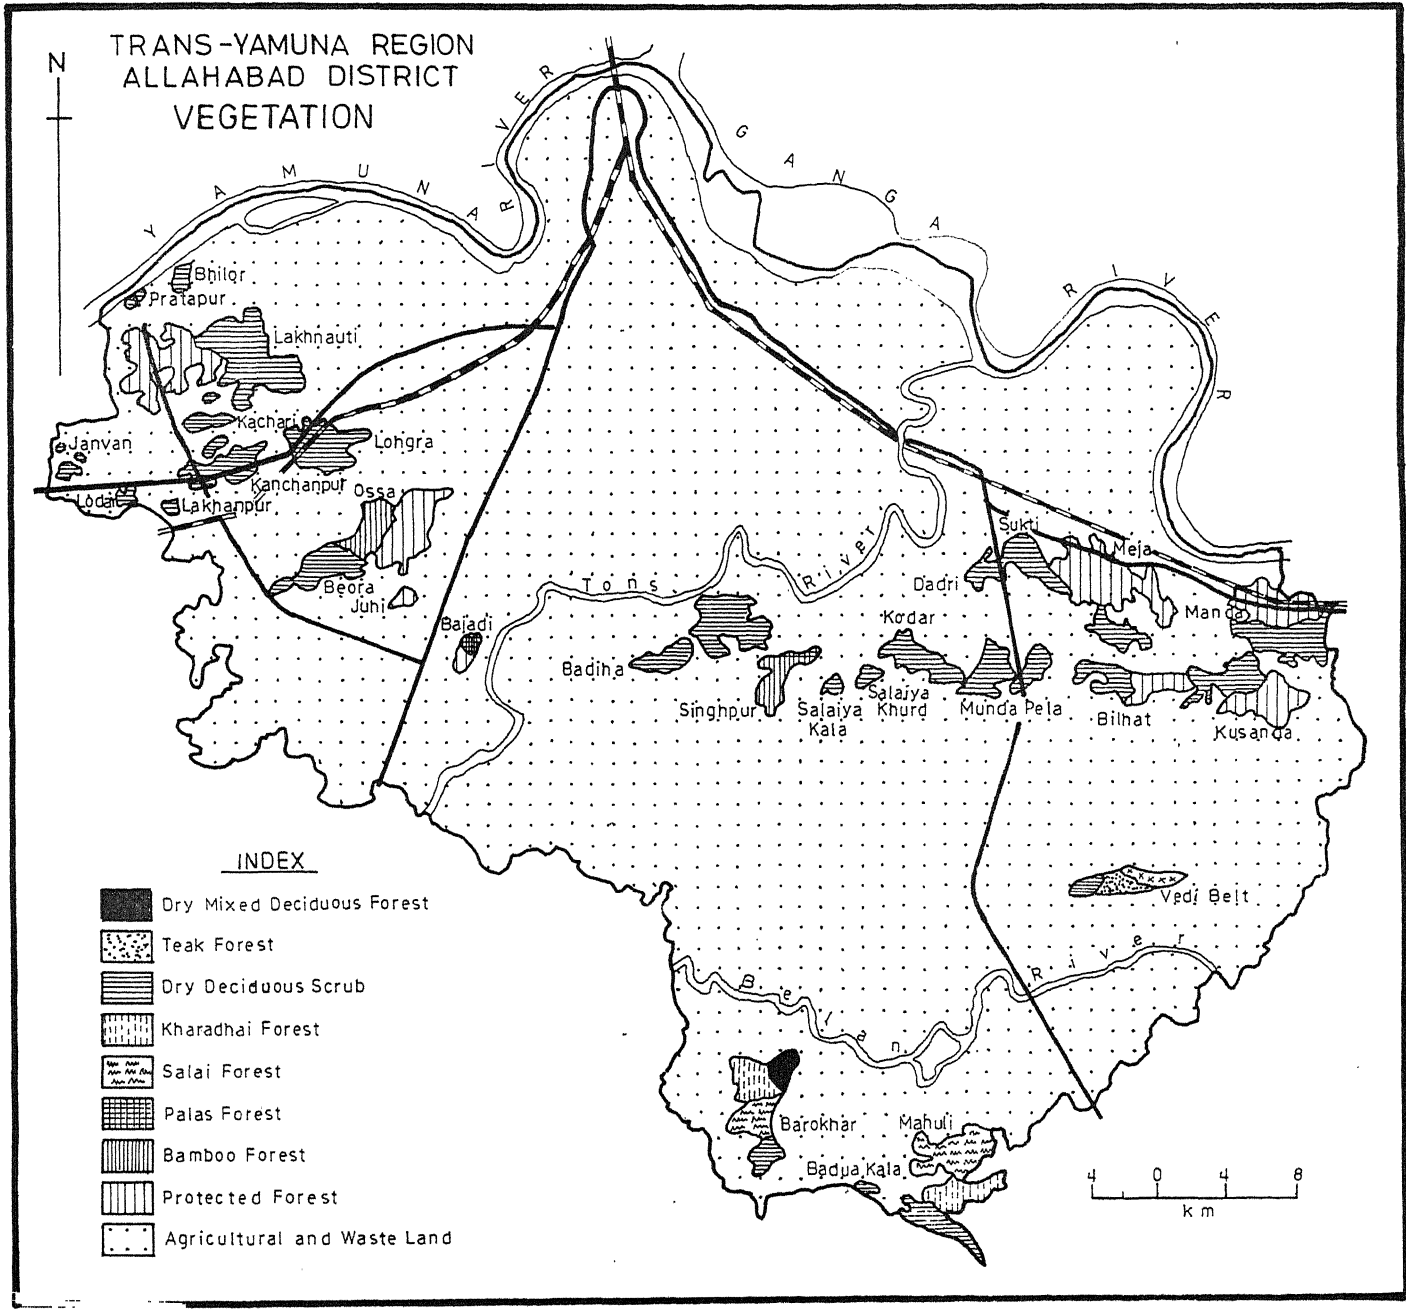 TRANS-YAMUNA REGION
ALLAHABAD DISTRICT
VEGETATION
N
YAMUNA RIVER
GANGA RIVER
Bhilor
Pratapur
Lakhnauti
Kachari
Janvan
Lohgra
Kanchanpur
Lodai
Lakhanpur
Ossa
Beora
Juhi
Bajadi
Tons River
Sukti
Meja
Dadri
Manda
Kodar
Badiha
Singhpur
Salaiya
Kala
Salaiya
Khurd
Munda Pela
Bilhat
Kusanda
Vedi Belt
Belan River
Barokhar
Mahuli
Badua Kala
INDEX
Dry Mixed Deciduous Forest
Teak Forest
Dry Deciduous Scrub
Kharadhai Forest
Salai Forest
Palas Forest
Bamboo Forest
Protected Forest
Agricultural and Waste Land
4 0 4 8
km